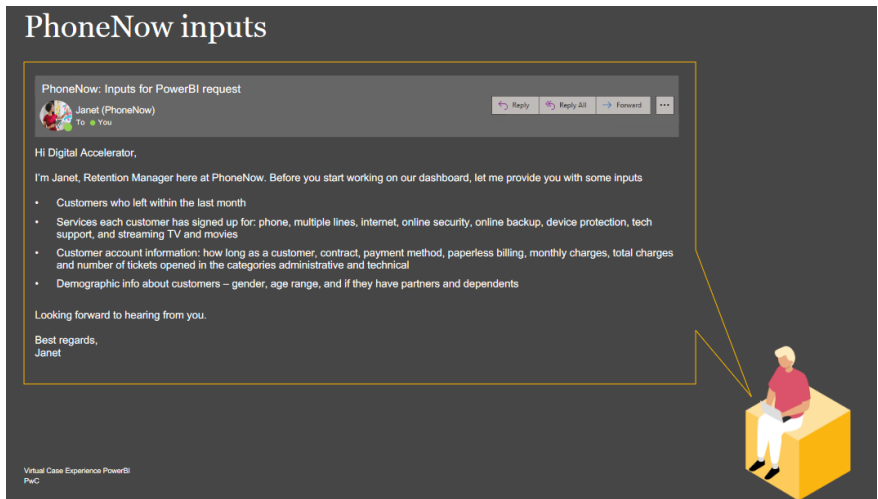 PhoneNow inputs
PhoneNow: Inputs for PowerBI request
Janet (PhoneNow)
To You
Reply
Reply All
Forward
Hi Digital Accelerator,
I'm Janet, Retention Manager here at PhoneNow. Before you start working on our dashboard, let me provide you with some inputs
• Customers who left within the last month
• Services each customer has signed up for: phone, multiple lines, internet, online security, online backup, device protection, tech
support, and streaming TV and movies
• Customer account information: how long as a customer, contract, payment method, paperless billing, monthly charges, total charges
and number of tickets opened in the categories administrative and technical
• Demographic info about customers – gender, age range, and if they have partners and dependents
Looking forward to hearing from you.
Best regards,
Janet
Virtual Case Experience PowerBI
PwC